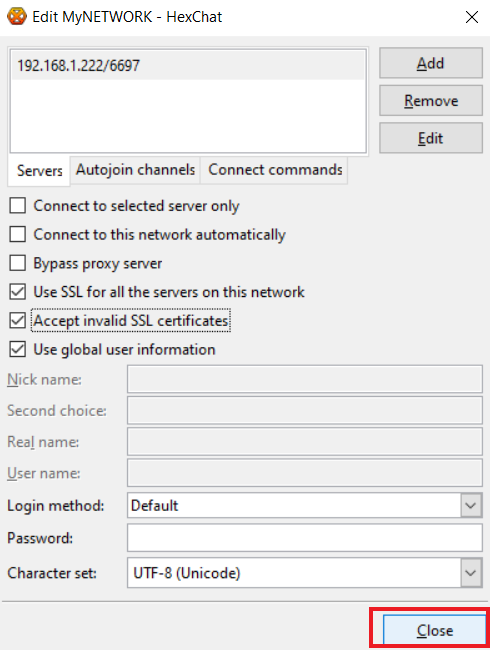 Edit MyNETWORK - HexChat
192.168.1.222/6697
Add
Remove
Edit
Servers Autojoin channels Connect commands
Connect to selected server only
Connect to this network automatically
Bypass proxy server
Use SSL for all the servers on this network
Accept invalid SSL certificates
Use global user information
Nick name:
Second choice:
Real name:
User name:
Login method: Default
Password:
Character set: UTF-8 (Unicode)
Close